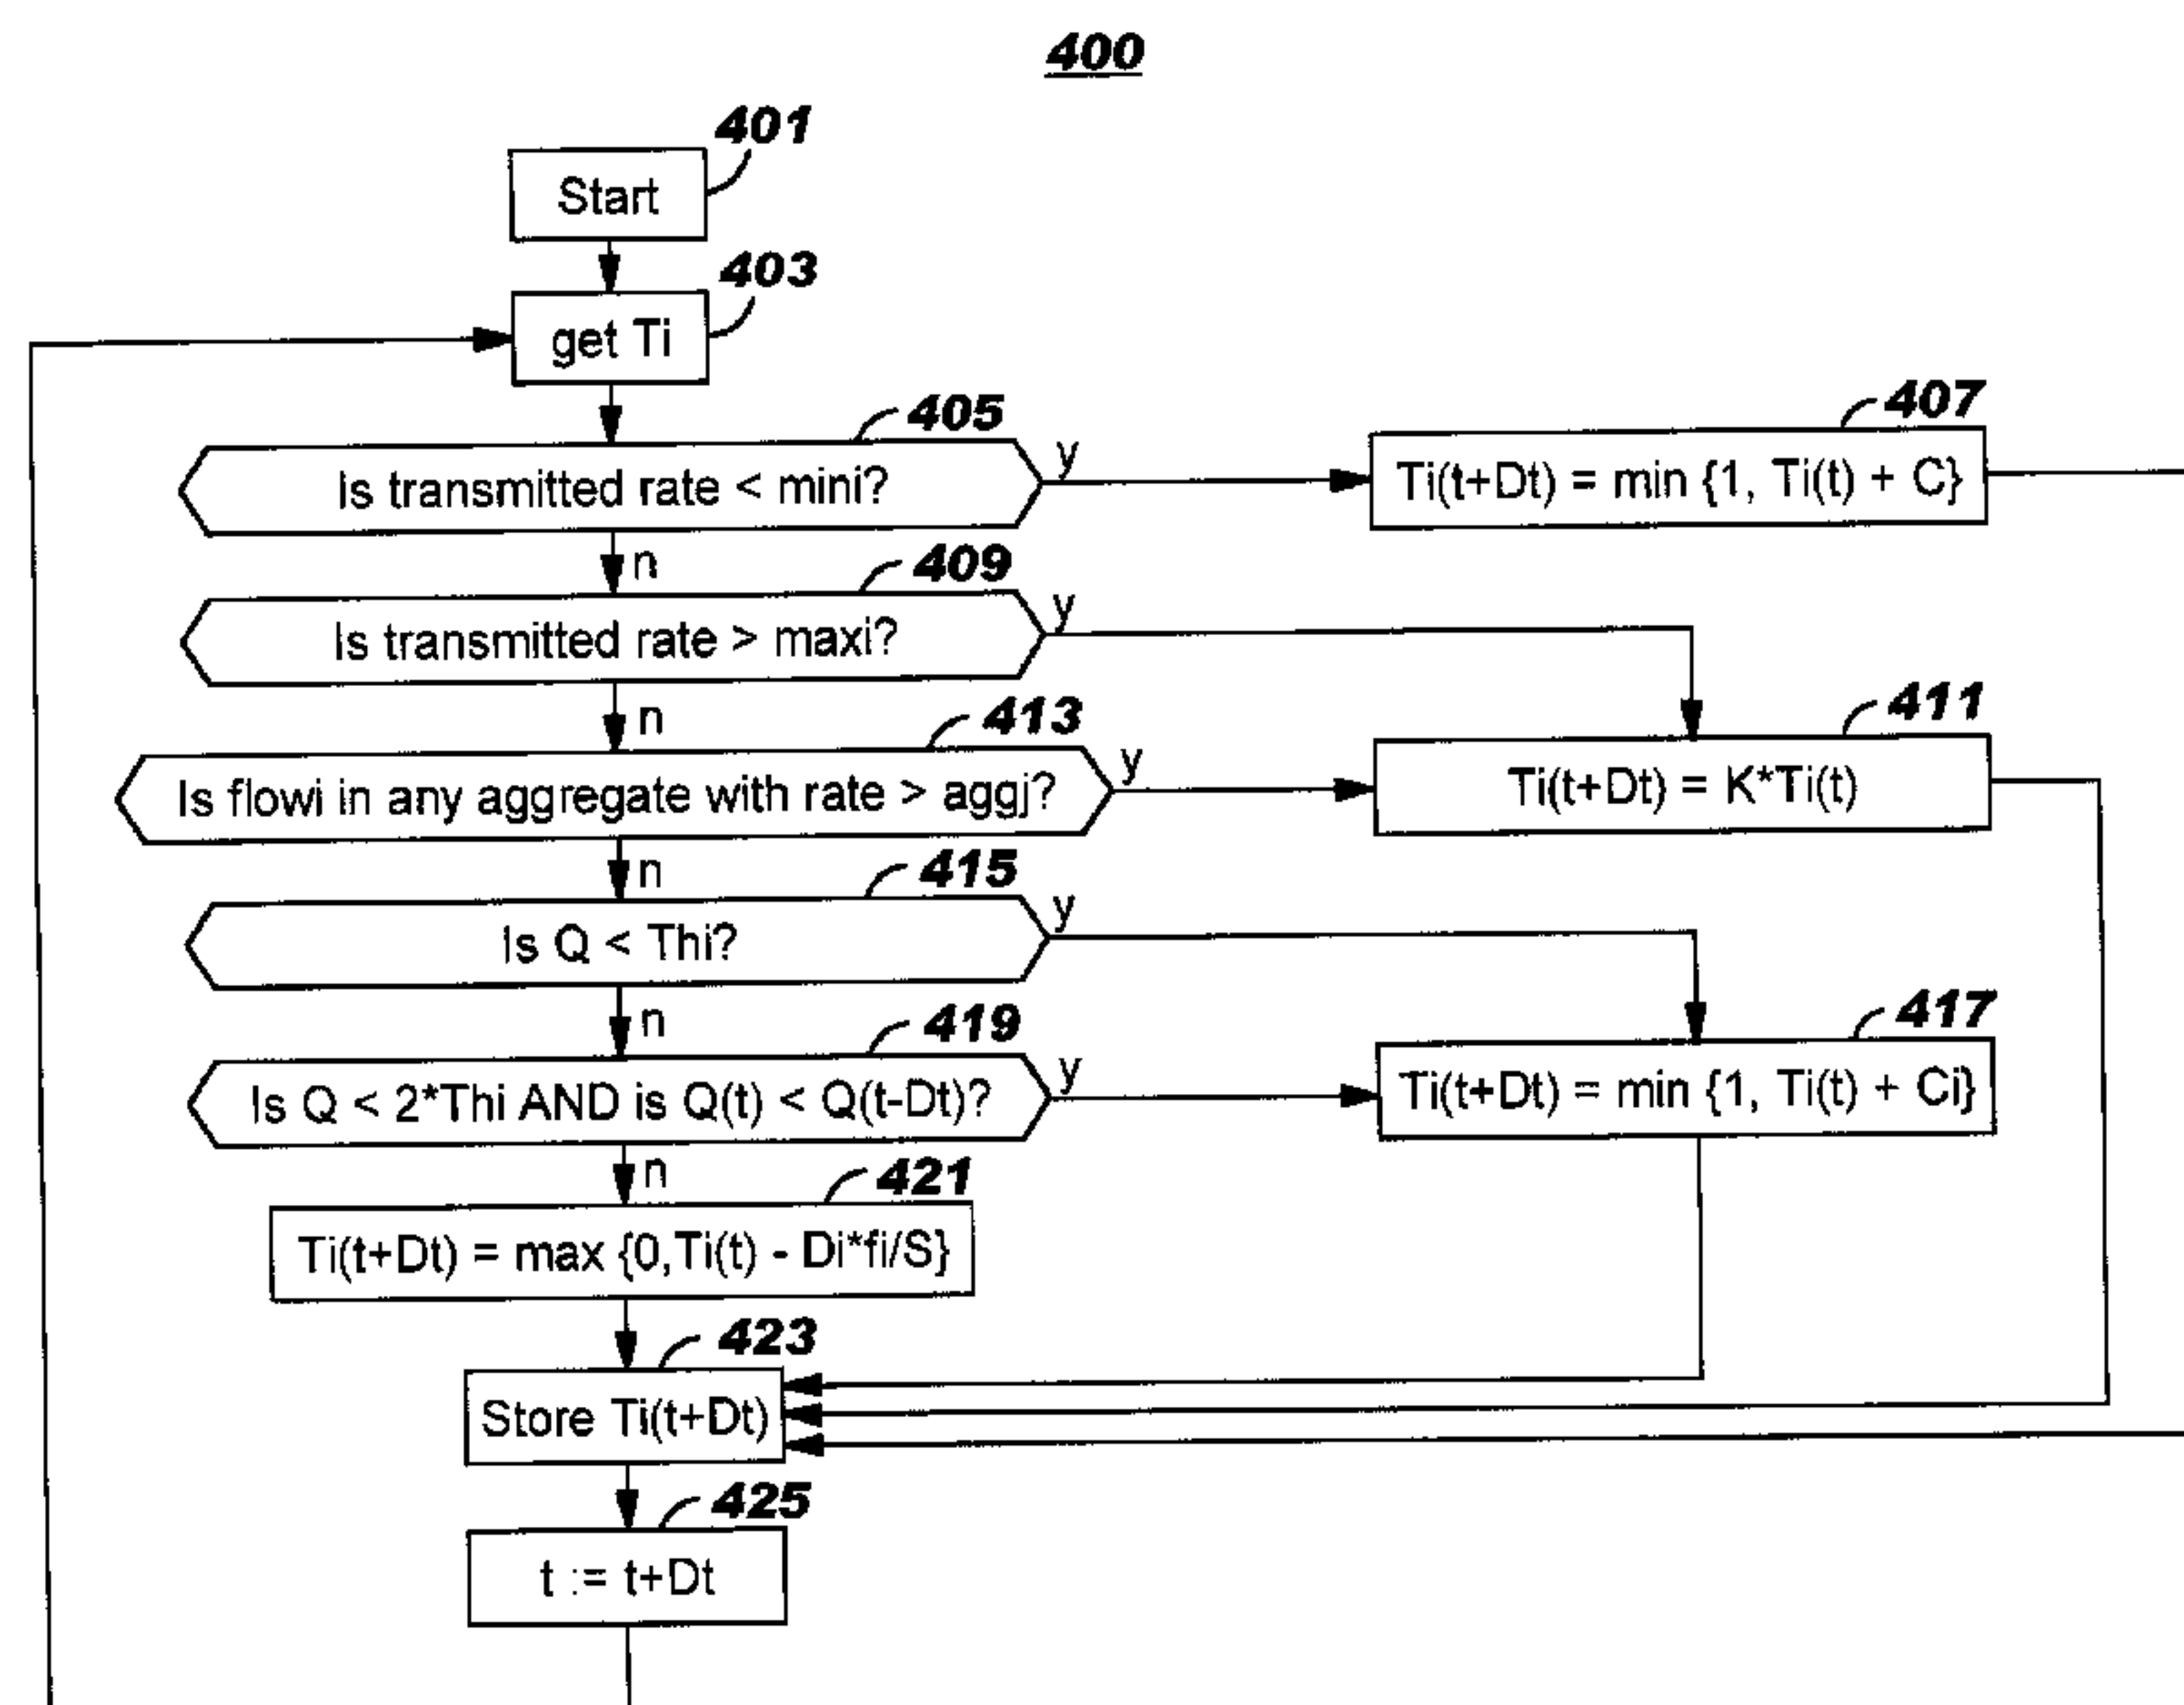 400
401
Start
403
get Ti
405
Is transmitted rate < mini?
y
407
Ti(t+Dt) = min {1, Ti(t) + C}
n
409
Is transmitted rate > maxi?
y
n
411
Ti(t+Dt) = K*Ti(t)
413
Is flowi in any aggregate with rate > aggj?
y
n
415
Is Q < Thi?
y
n
417
Ti(t+Dt) = min {1, Ti(t) + Ci}
419
Is Q < 2*Thi AND is Q(t) < Q(t-Dt)?
y
n
421
Ti(t+Dt) = max {0,Ti(t) - Di*fi/S}
423
Store Ti(t+Dt)
425
t := t+Dt